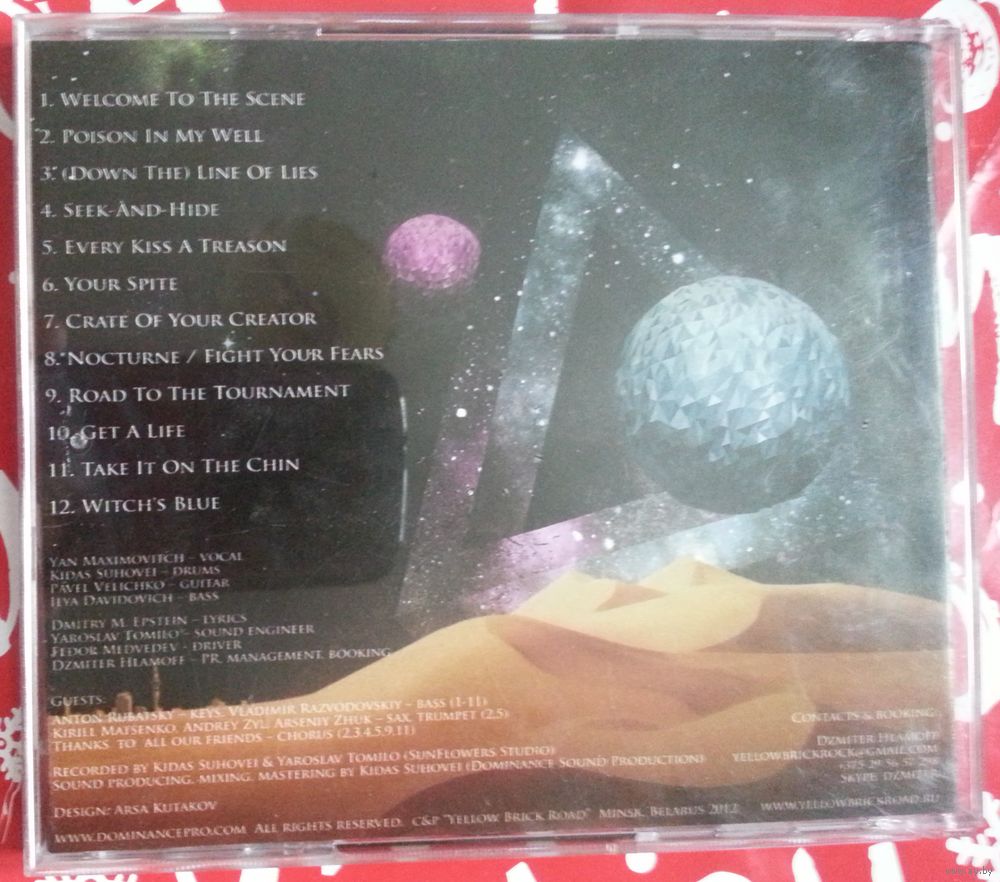 1. Welcome To The Scene
2. Poison In My Well
3. (Down The) Line Of Lies
4. Seek-And-Hide
5. Every Kiss A Treason
6. Your Spite
7. Crate Of Your Creator
8. Nocturne / Fight Your Fears
9. Road To The Tournament
10. Get A Life
11. Take It On The Chin
12. Witch's Blue
Yan Maximovitch - vocal
Kidas Suhovei - drums
Pavel Velichko - guitar
Ilya Davidovich - bass
Dmitry M. Epstein - lyrics
Yaroslav Tomilo - sound engineer
Fedor Medvedev - driver
Dzmiter Hlamoff - PR, management, booking
Guests:
Anton Rubatsky - keys, Vladimir Razvodovskiy - bass (1-11)
Kirill Matsenko, Andrey Zyl, Arseniy Zhuk - sax, trumpet (2,5)
Thanks to all our friends - chorus (2,3,4,5,9,11)
Recorded by Kidas Suhovei & Yaroslav Tomilo (SunFlowers Studio)
Sound producing, mixing, mastering by Kidas Suhovei (Dominance Sound Production)
Design: Arsa Kutakov
www.dominancepro.com All rights reserved. C&P "Yellow Brick Road" Minsk, Belarus 2012
Contacts & booking:
Dzmiter Hlamoff
yellowbrickrock@gmail.com
+375 29 56 57 298
Skype: dzmiter
www.yellowbrickroad.ru